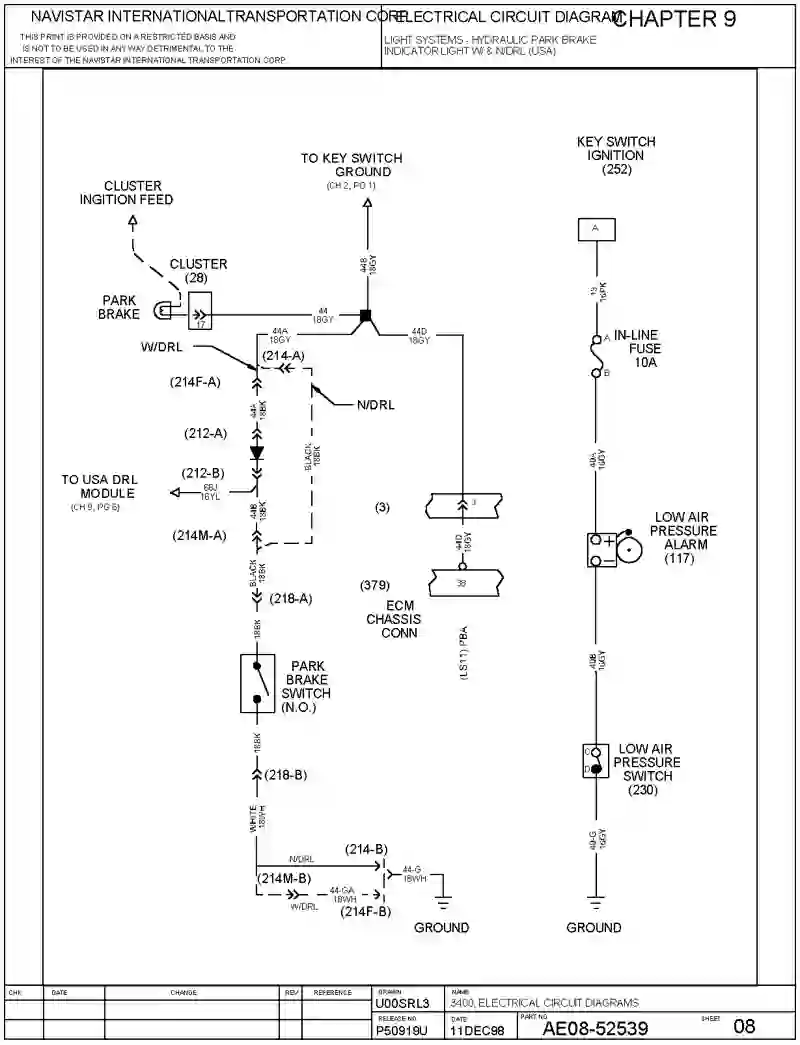 NAVISTAR INTERNATIONAL TRANSPORTATION CORP.
THIS PRINT IS PROVIDED ON A RESTRICTED BASIS AND
IS NOT TO BE USED IN ANY WAY DETRIMENTAL TO THE
INTEREST OF THE NAVISTAR INTERNATIONAL TRANSPORTATION CORP.
ELECTRICAL CIRCUIT DIAGRAM
CHAPTER 9
LIGHT SYSTEMS - HYDRAULIC PARK BRAKE
INDICATOR LIGHT W/ & N/DRL (USA)
TO KEY SWITCH
GROUND
(CH 2, PG 1)
KEY SWITCH
IGNITION
(252)
CLUSTER
INGITION FEED
A
44B
18GY
13
16PK
CLUSTER
(28)
PARK
BRAKE
17
44
18GY
44A
18GY
44D
18GY
A
B
IN-LINE
FUSE
10A
W/DRL
(214-A)
(214F-A)
N/DRL
44A
18BK
(212-A)
BLACK
18BK
40A
16GY
(212-B)
TO USA DRL
MODULE
(CH 9, PG 6)
68J
16YL
44B
18BK
(3)
3
(214M-A)
44D
18GY
LOW AIR
PRESSURE
ALARM
(117)
+
−
BLACK
18BK
(218-A)
(379)
38
ECM
CHASSIS
CONN
(LS11) PBA
18BK
40B
16GY
PARK
BRAKE
SWITCH
(N.O.)
18BK
C
D
LOW AIR
PRESSURE
SWITCH
(230)
(218-B)
WHITE
18WH
40-G
16GY
(214-B)
N/DRL
(214M-B)
44-G
18WH
44-GA
18WH
W/DRL
(214F-B)
GROUND
GROUND
CHK
DATE
CHANGE
REV
REFERENCE
DRAWN
U00SRL3
NAME
3400, ELECTRICAL CIRCUIT DIAGRAMS
RELEASE NO
P50919U
DATE
11DEC98
PART NO
AE08-52539
SHEET
08